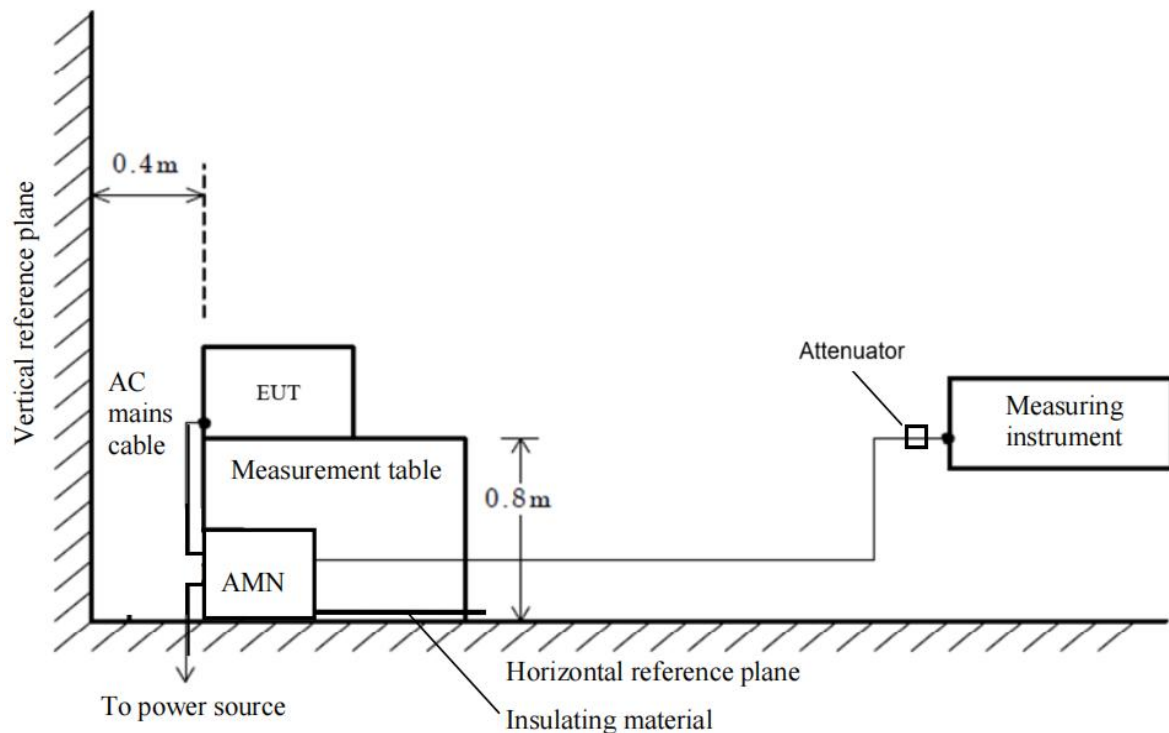 Vertical reference plane
0.4m
AC
mains
cable
EUT
Measurement table
AMN
0.8m
Attenuator
Measuring
instrument
Horizontal reference plane
To power source
Insulating material